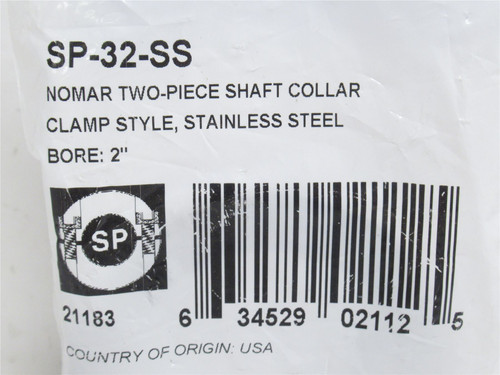 SP-32-SS
NOMAR TWO-PIECE SHAFT COLLAR
CLAMP STYLE, STAINLESS STEEL
BORE: 2"
SP
21183
6 34529 02112 5
COUNTRY OF ORIGIN: USA